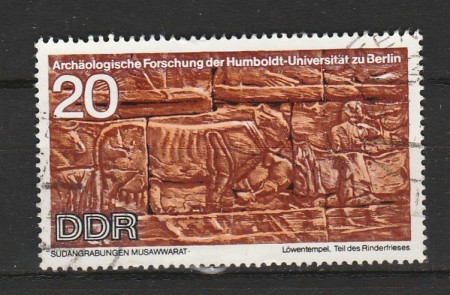 Archäologische Forschung der Humboldt-Universität zu Berlin
20
DDR
SUDANGRABUNGEN MUSAWWARAT · Löwentempel, Teil des Rinderfrieses